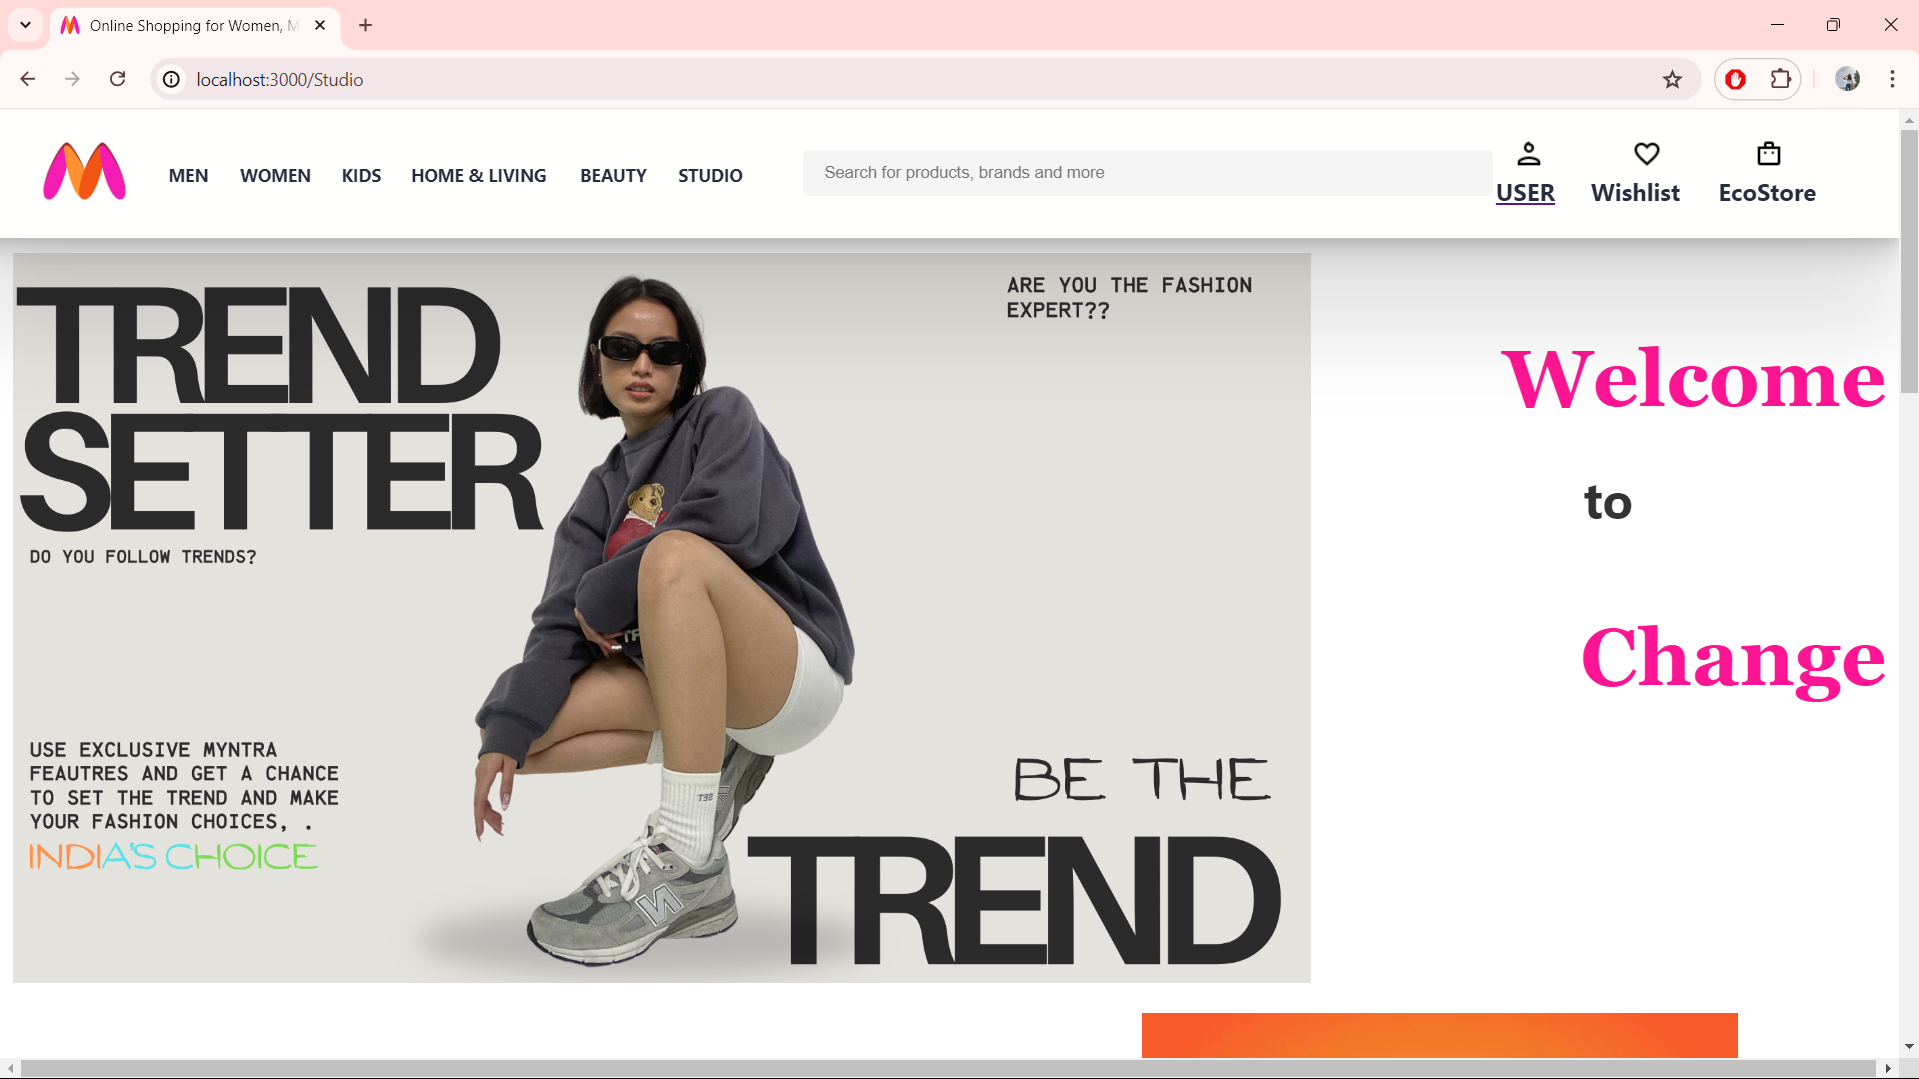 Online Shopping for Women, M
localhost:3000/Studio
MEN WOMEN KIDS HOME & LIVING BEAUTY STUDIO
Search for products, brands and more
USER Wishlist EcoStore
TREND
SETTER
DO YOU FOLLOW TRENDS?
ARE YOU THE FASHION
EXPERT??
Welcome
to
Change
USE EXCLUSIVE MYNTRA
FEAUTRES AND GET A CHANCE
TO SET THE TREND AND MAKE
YOUR FASHION CHOICES, .
INDIA'S CHOICE
BE THE
TREND